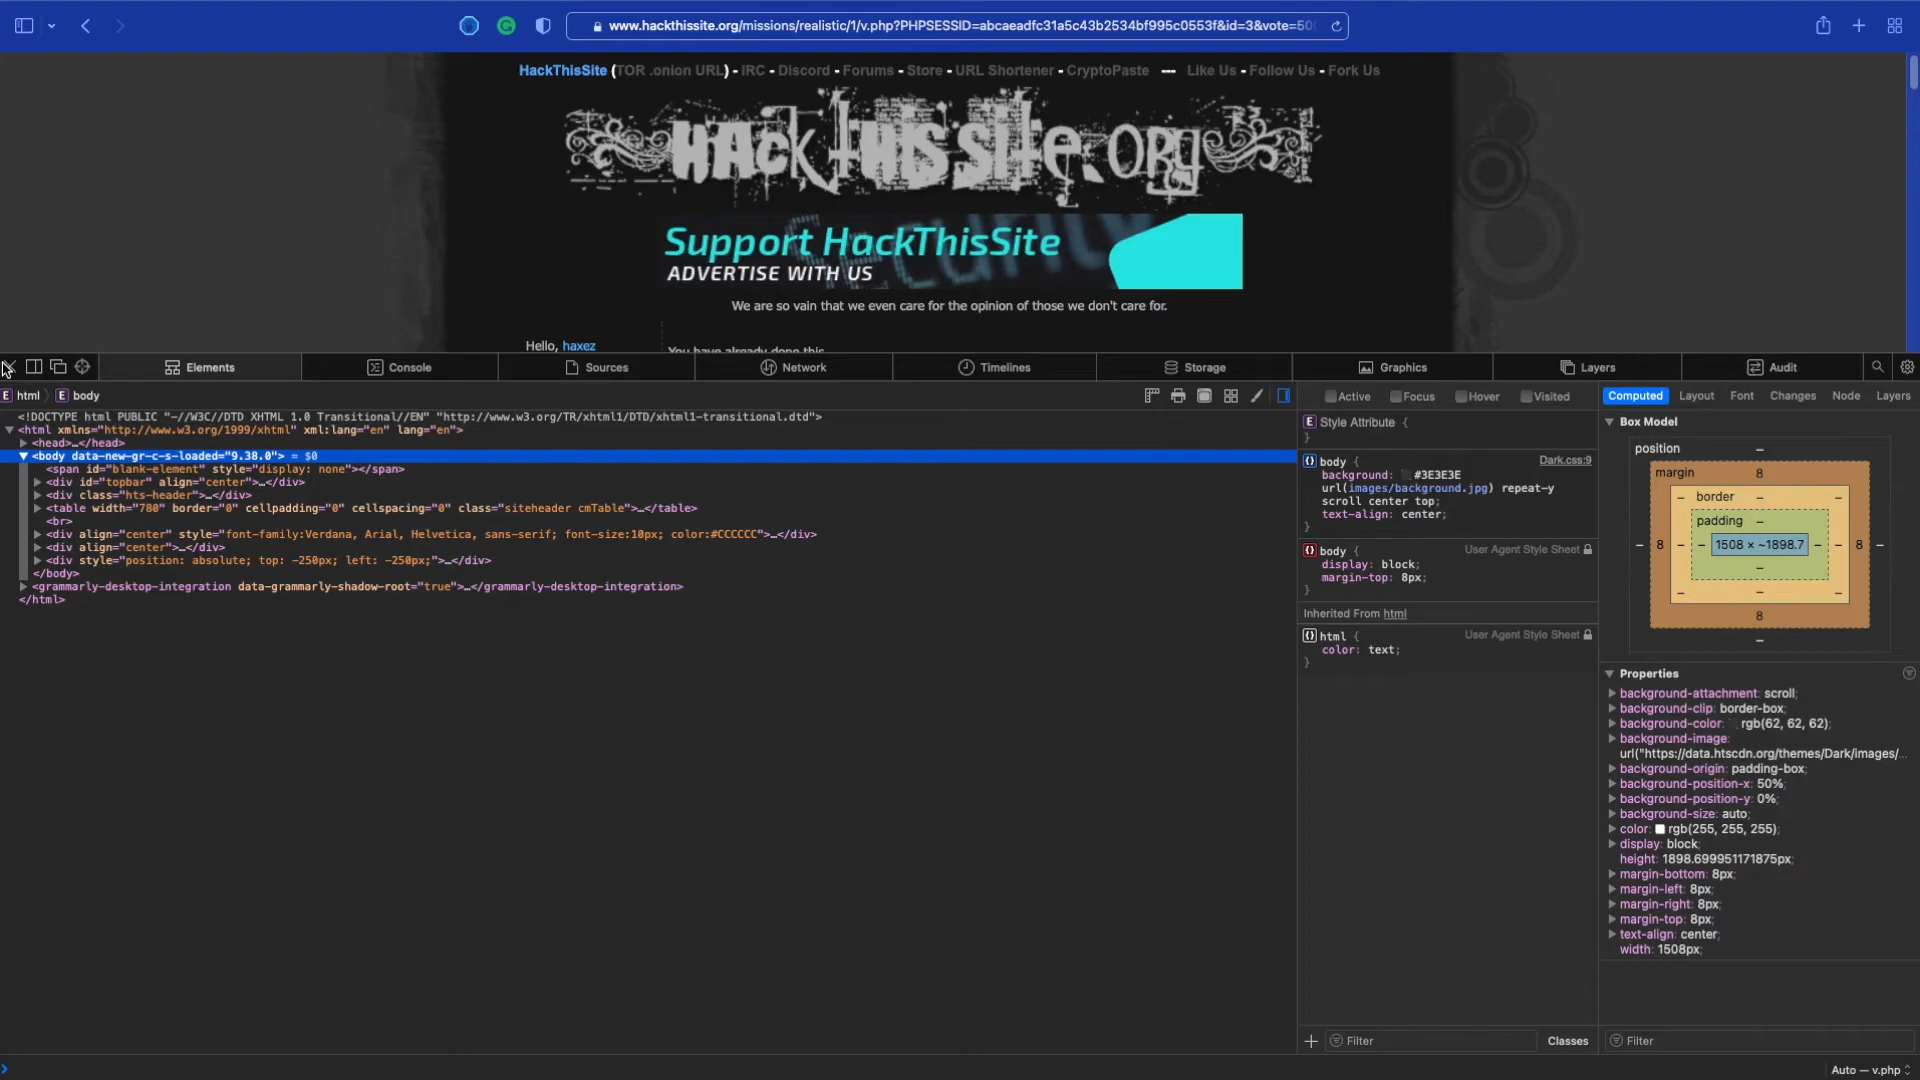 www.hackthissite.org/missions/realistic/1/v.php?PHPSESSID=abcaeadfc31a5c43b2534bf995c0553f&id=3&vote=50
HackThisSite (TOR .onion URL) - IRC - Discord - Forums - Store - URL Shortener - CryptoPaste --- Like Us - Follow Us - Fork Us
HACk tHIS SitE.ORg
Support HackThisSite
ADVERTISE WITH US
We are so vain that we even care for the opinion of those we don't care for.
Hello, haxez
You have already done this
Elements Console Sources Network Timelines Storage Graphics Layers Audit
E html E body
Active Focus Hover Visited
Computed Layout Font Changes Node Layers
<!DOCTYPE html PUBLIC "-//W3C//DTD XHTML 1.0 Transitional//EN" "http://www.w3.org/TR/xhtml1/DTD/xhtml1-transitional.dtd">
<html xmlns="http://www.w3.org/1999/xhtml" xml:lang="en" lang="en">
<head>…</head>
<body data-new-gr-c-s-loaded="9.38.0"> = $0
<span id="blank-element" style="display: none"></span>
<div id="topbar" align="center">…</div>
<div class="hts-header">…</div>
<table width="780" border="0" cellpadding="0" cellspacing="0" class="siteheader cmTable">…</table>
<br>
<div align="center" style="font-family:Verdana, Arial, Helvetica, sans-serif; font-size:10px; color:#CCCCCC">…</div>
<div align="center">…</div>
<div style="position: absolute; top: -250px; left: -250px;">…</div>
</body>
<grammarly-desktop-integration data-grammarly-shadow-root="true">…</grammarly-desktop-integration>
</html>
E Style Attribute {
}
body { Dark.css:9
background: #3E3E3E
url(images/background.jpg) repeat-y
scroll center top;
text-align: center;
}
body { User Agent Style Sheet
display: block;
margin-top: 8px;
}
Inherited From html
html { User Agent Style Sheet
color: text;
}
+ Filter Classes
Box Model
position –
margin 8
border –
padding –
– 8 – – 1508 × ~1898.7 – – 8 –
–
–
8
–
Properties
background-attachment: scroll;
background-clip: border-box;
background-color: rgb(62, 62, 62);
background-image:
url("https://data.htscdn.org/themes/Dark/images/...
background-origin: padding-box;
background-position-x: 50%;
background-position-y: 0%;
background-size: auto;
color: rgb(255, 255, 255);
display: block;
height: 1898.699951171875px;
margin-bottom: 8px;
margin-left: 8px;
margin-right: 8px;
margin-top: 8px;
text-align: center;
width: 1508px;
Filter
Auto — v.php